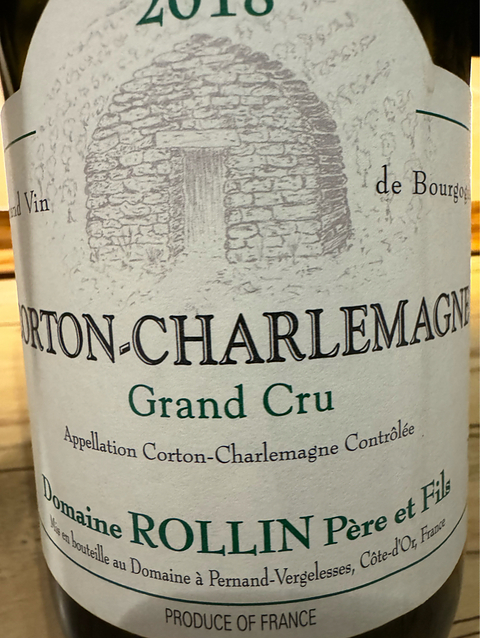 2018
de Bourgog
ORTON-CHARLEMAGNE
Grand Cru
Appellation Corton-Charlemagne Contrôlée
Domaine ROLLIN Père et Fils
Mis en bouteille au Domaine à Pernand-Vergelesses, Côte-d'Or, France
PRODUCE OF FRANCE